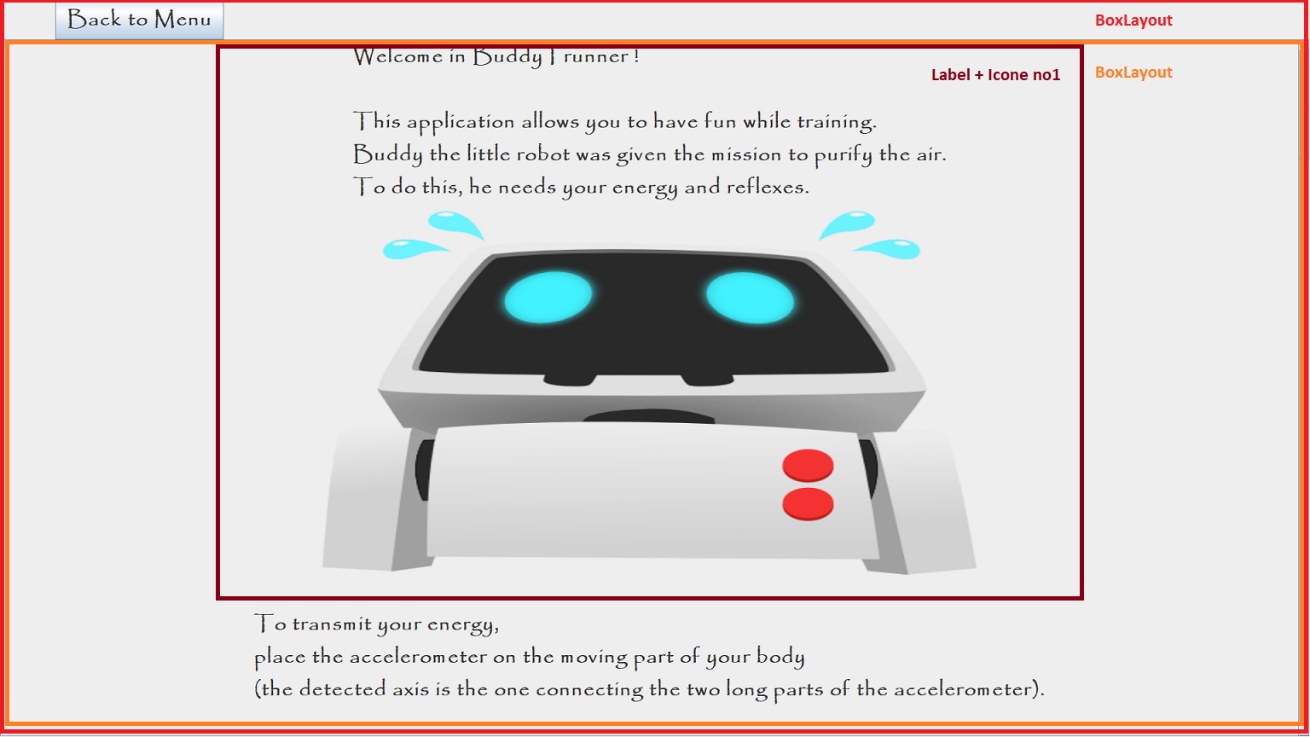 Back to Menu
BoxLayout
Welcome in Buddy I runner !
Label + Icone no1
BoxLayout
This application allows you to have fun while training.
Buddy the little robot was given the mission to purify the air.
To do this, he needs your energy and reflexes.
To transmit your energy,
place the accelerometer on the moving part of your body
(the detected axis is the one connecting the two long parts of the accelerometer).